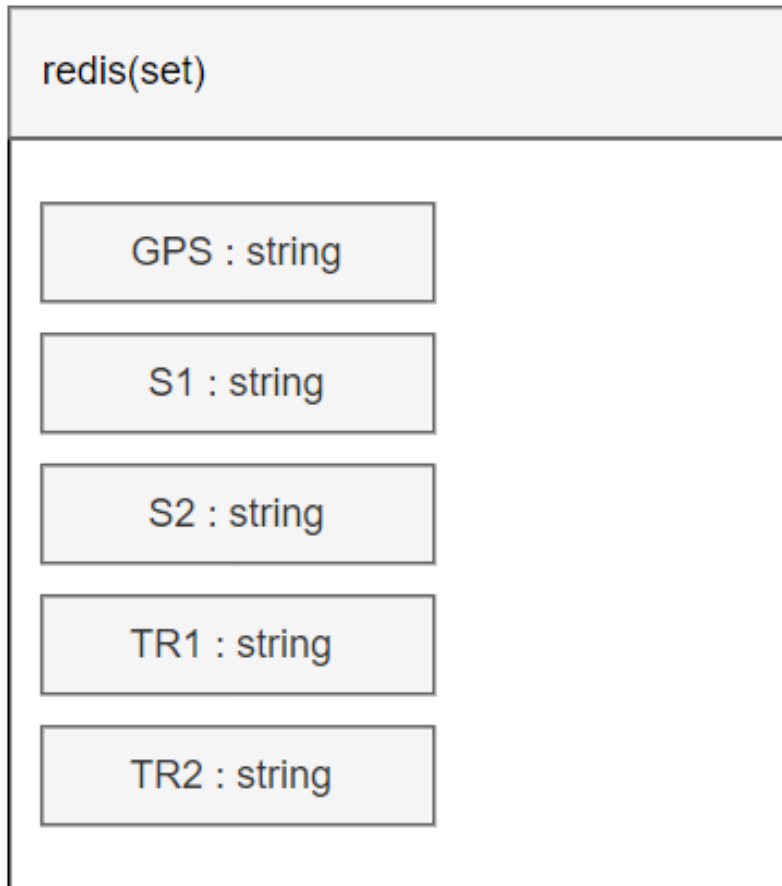 redis(set)
GPS : string
S1 : string
S2 : string
TR1 : string
TR2 : string